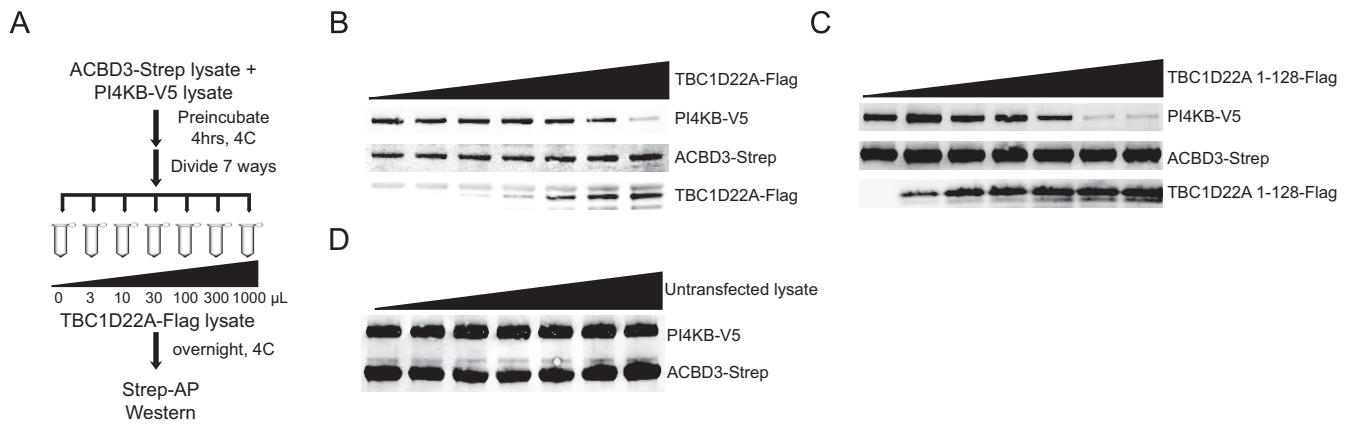 A
ACBD3-Strep lysate +
PI4KB-V5 lysate
Preincubate
4hrs, 4C
Divide 7 ways
0 3 10 30 100 300 1000 µL
TBC1D22A-Flag lysate
overnight, 4C
Strep-AP
Western
B
TBC1D22A-Flag
PI4KB-V5
ACBD3-Strep
TBC1D22A-Flag
C
TBC1D22A 1-128-Flag
PI4KB-V5
ACBD3-Strep
TBC1D22A 1-128-Flag
D
Untransfected lysate
PI4KB-V5
ACBD3-Strep